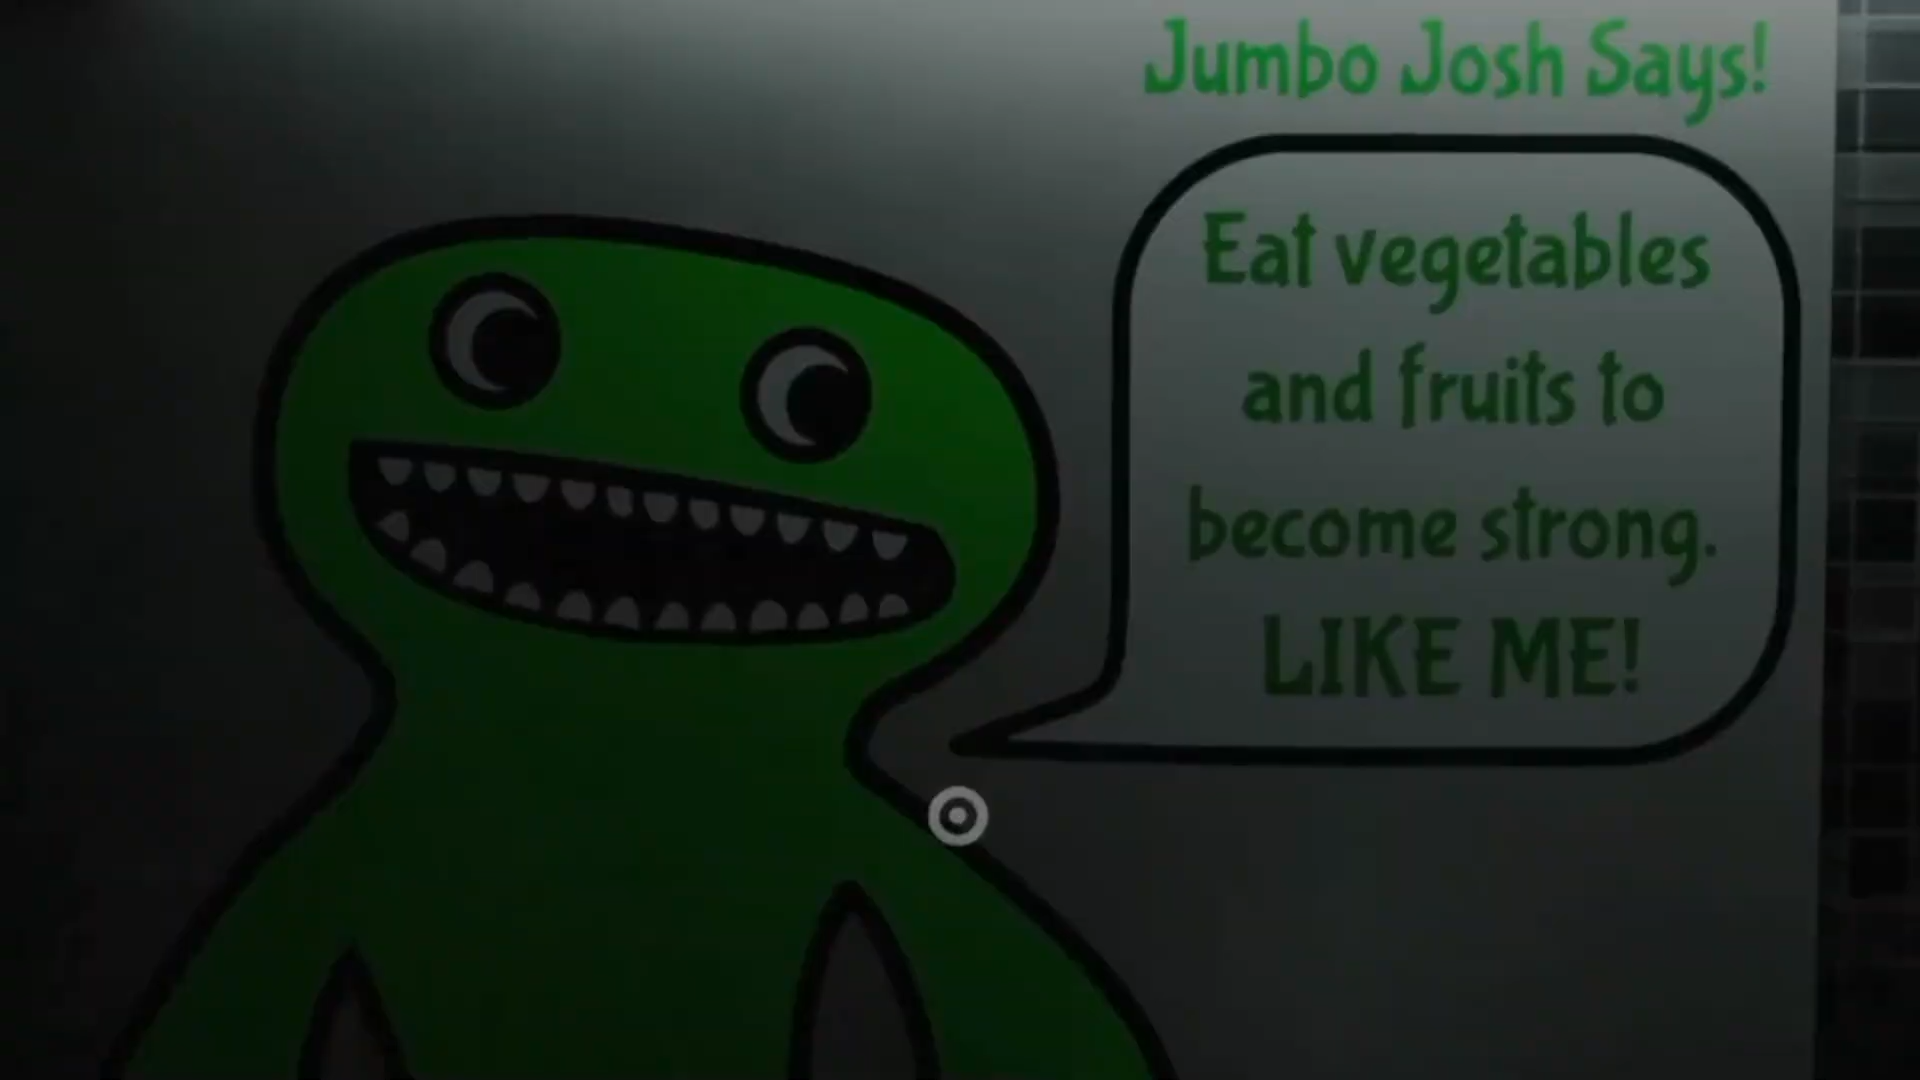 Jumbo Josh Says!
Eat vegetables
and fruits to
become strong.
LIKE ME!